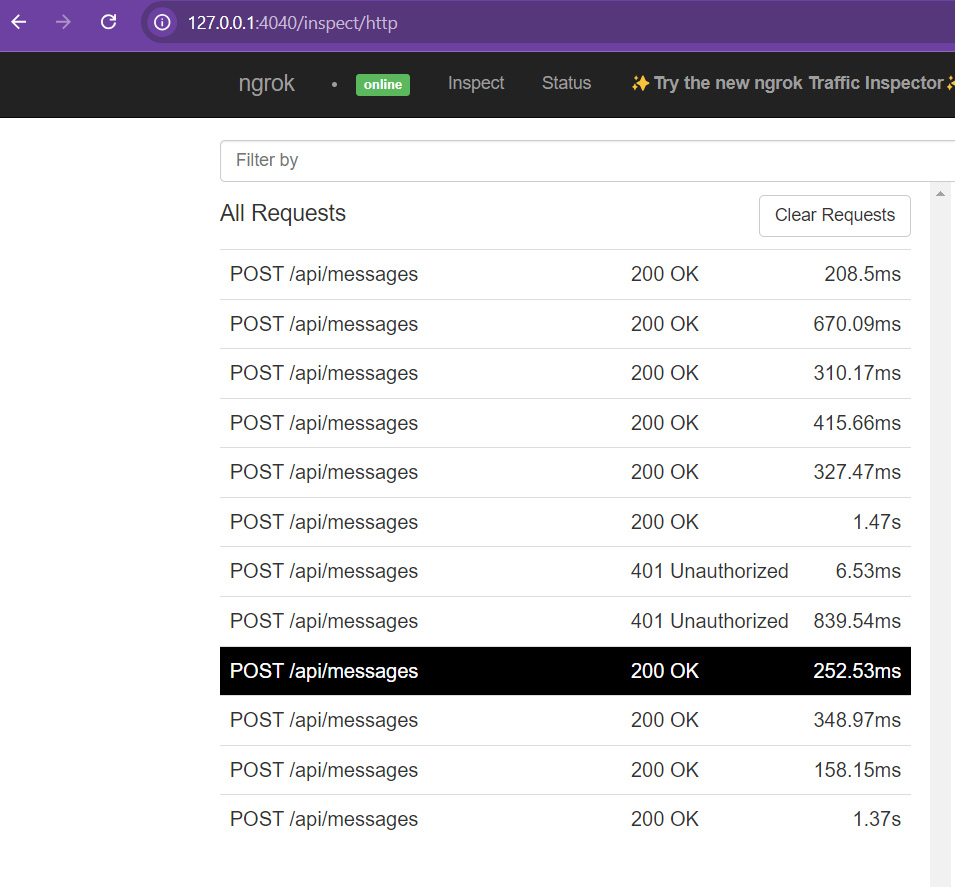 127.0.0.1:4040/inspect/http
ngrok • online Inspect Status ✨ Try the new ngrok Traffic Inspector ✨
Filter by
All Requests Clear Requests
POST /api/messages 200 OK 208.5ms
POST /api/messages 200 OK 670.09ms
POST /api/messages 200 OK 310.17ms
POST /api/messages 200 OK 415.66ms
POST /api/messages 200 OK 327.47ms
POST /api/messages 200 OK 1.47s
POST /api/messages 401 Unauthorized 6.53ms
POST /api/messages 401 Unauthorized 839.54ms
POST /api/messages 200 OK 252.53ms
POST /api/messages 200 OK 348.97ms
POST /api/messages 200 OK 158.15ms
POST /api/messages 200 OK 1.37s